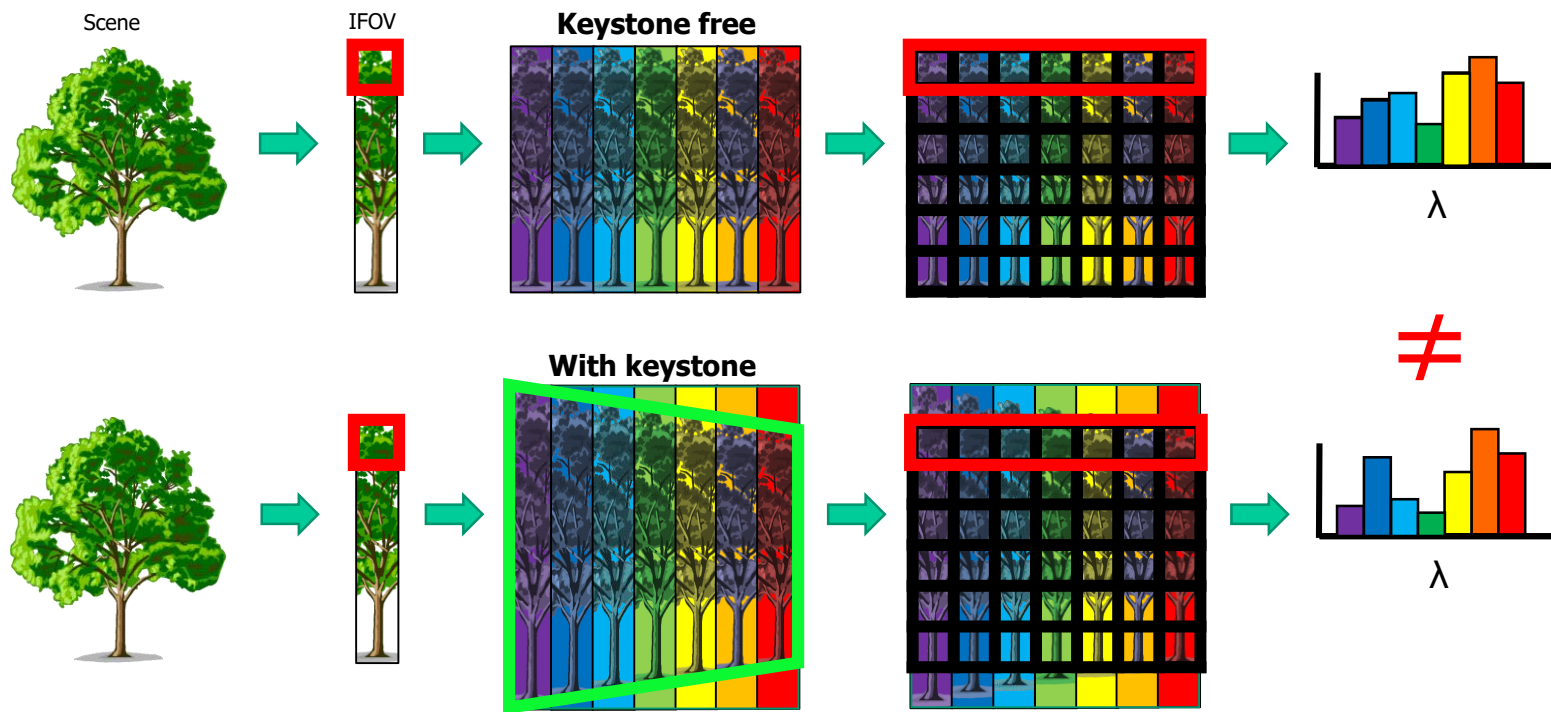 Scene
IFOV
Keystone free
λ
≠
With keystone
λ